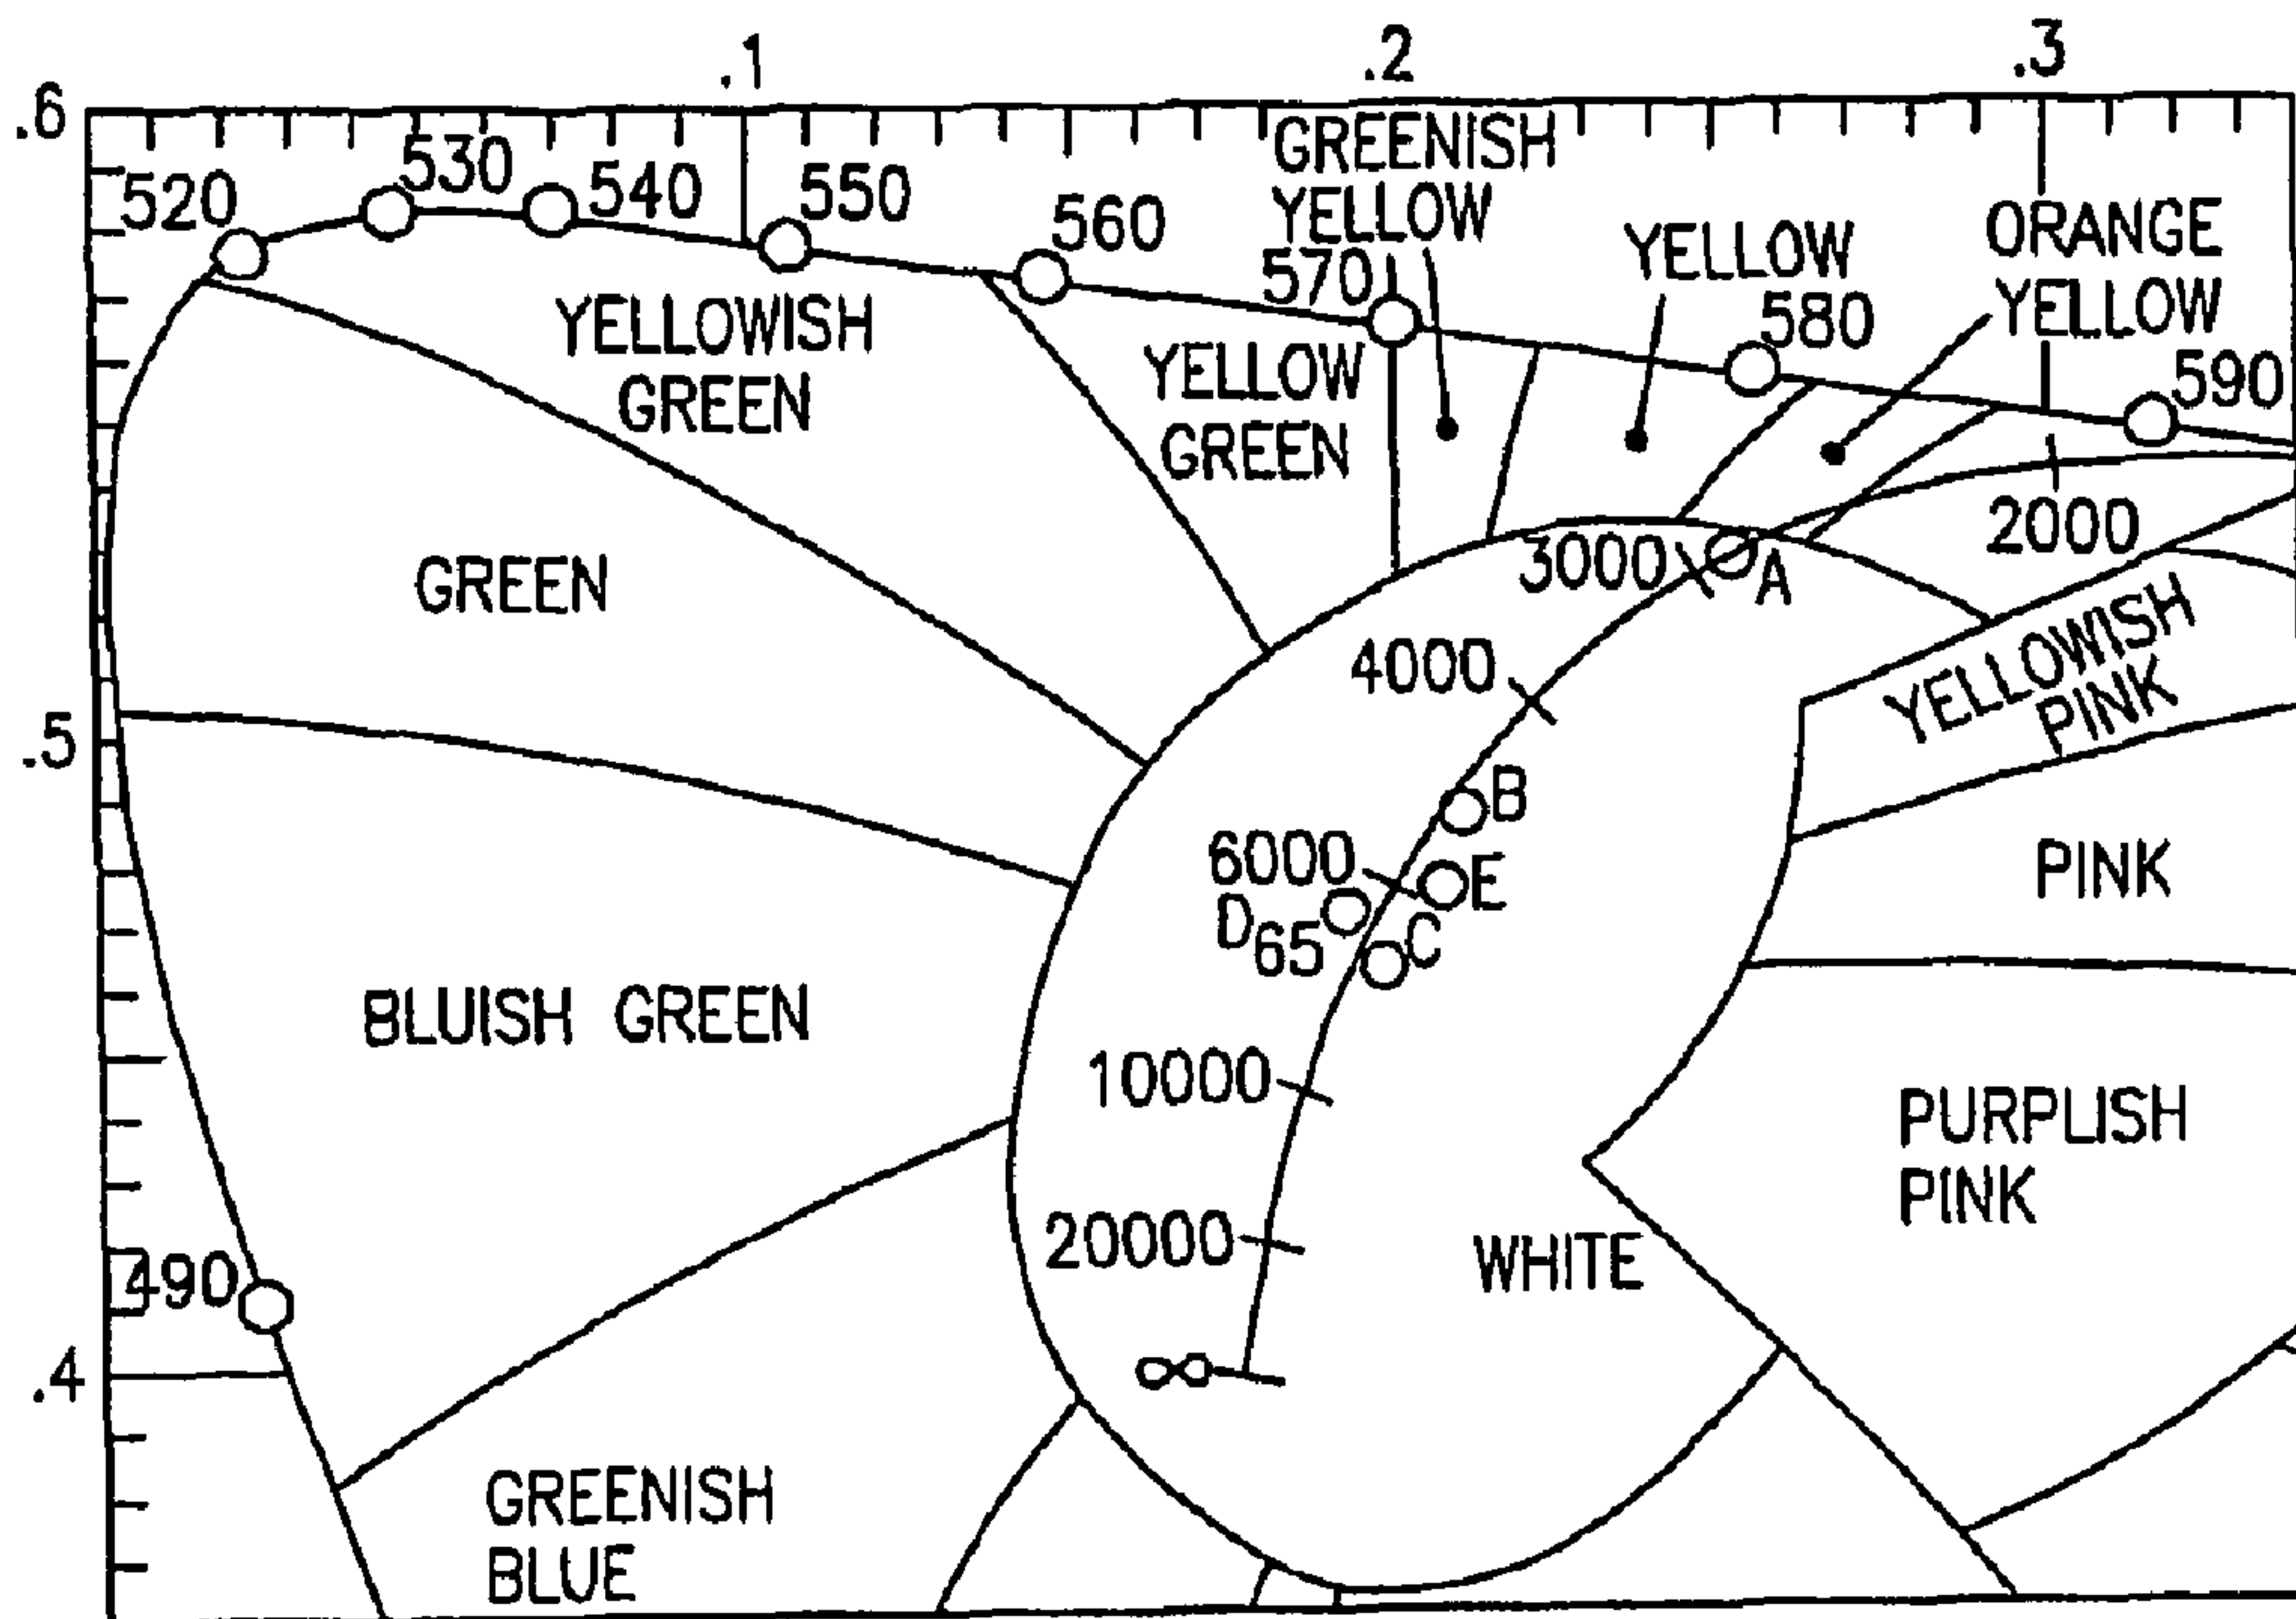 .1
.2
.3
.6
GREENISH
YELLOW
520
530
540
550
560
570
YELLOW
580
ORANGE
YELLOW
590
YELLOWISH
GREEN
YELLOW
GREEN
2000
GREEN
3000
A
4000
YELLOWISH
PINK
.5
B
6000
E
D65
C
PINK
BLUISH GREEN
10000
PURPLISH
PINK
20000
WHITE
490
∞
.4
GREENISH
BLUE